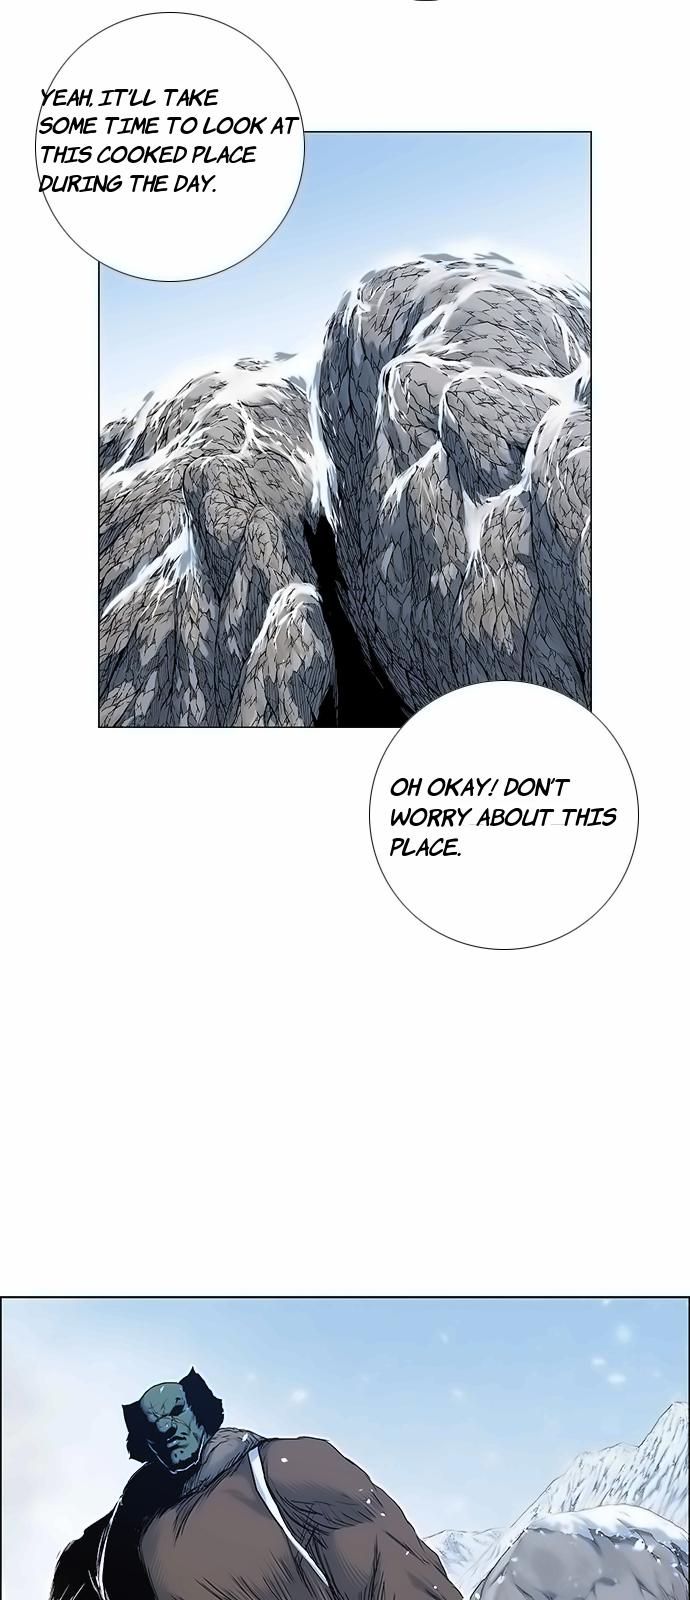 YEAH, IT'LL TAKE
SOME TIME TO LOOK AT
THIS COOKED PLACE
DURING THE DAY.
OH OKAY! DON'T
WORRY ABOUT THIS
PLACE.